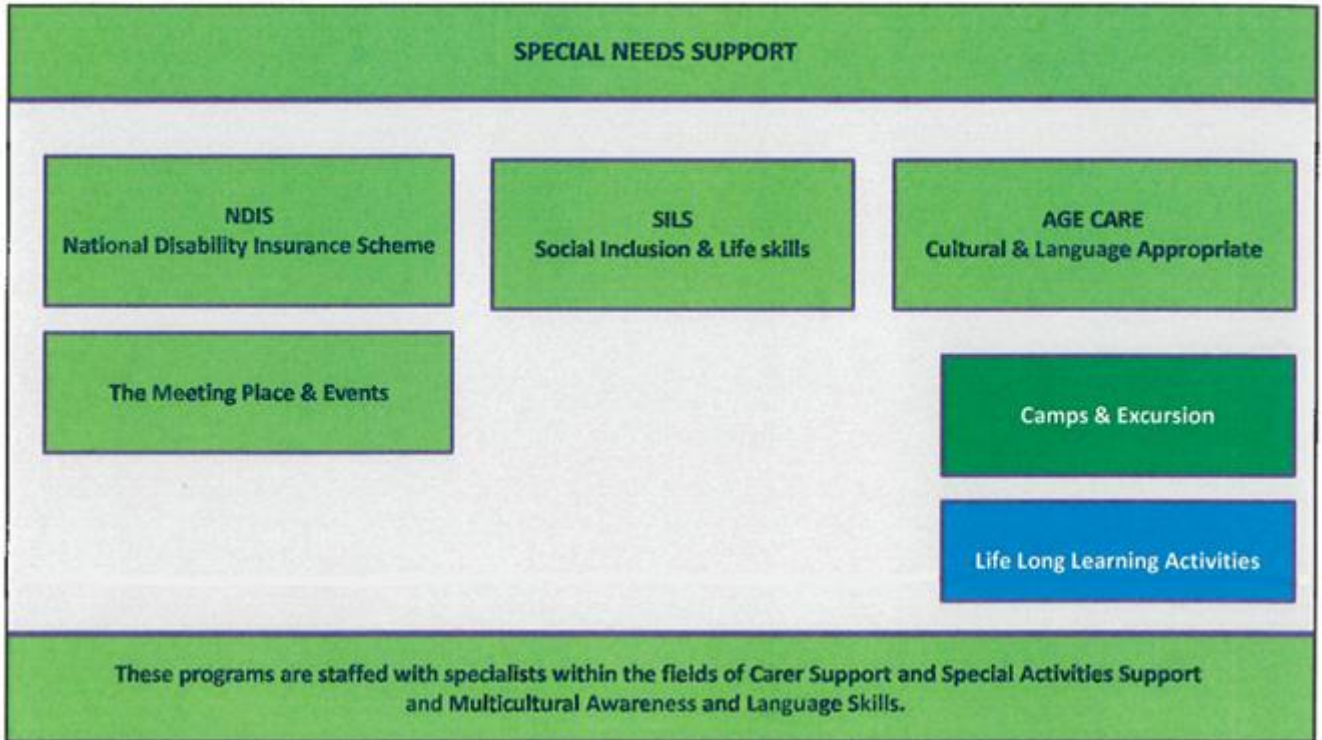 SPECIAL NEEDS SUPPORT
NDIS
National Disability Insurance Scheme
SILS
Social Inclusion & Life skills
AGE CARE
Cultural & Language Appropriate
The Meeting Place & Events
Camps & Excursion
Life Long Learning Activities
These programs are staffed with specialists within the fields of Carer Support and Special Activities Support
and Multicultural Awareness and Language Skills.